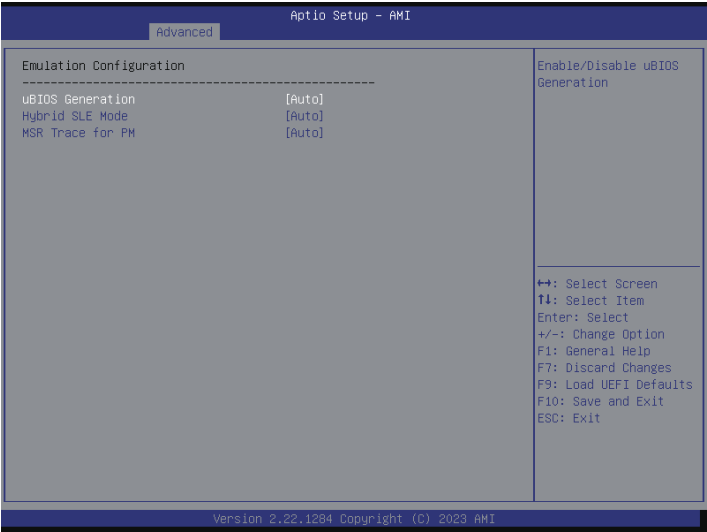 Aptio Setup – AMI
Advanced
Emulation Configuration
--------------------------------------------------
uBIOS Generation [Auto]
Hybrid SLE Mode [Auto]
MSR Trace for PM [Auto]
Enable/Disable uBIOS
Generation
↔: Select Screen
↑↓: Select Item
Enter: Select
+/-: Change Option
F1: General Help
F7: Discard Changes
F9: Load UEFI Defaults
F10: Save and Exit
ESC: Exit
Version 2.22.1284 Copyright (C) 2023 AMI